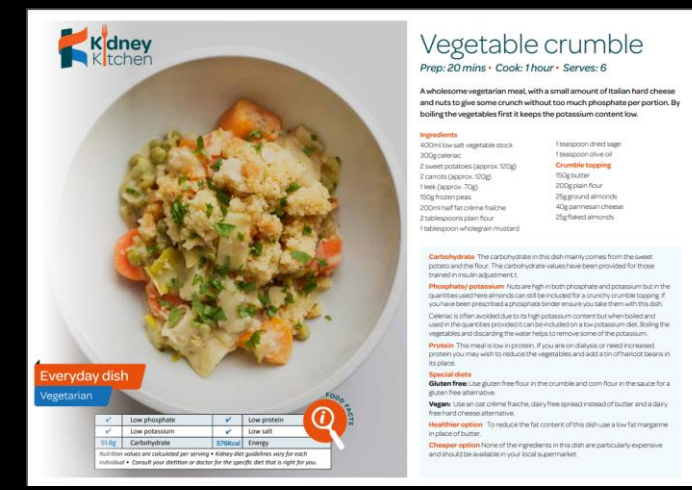 Kidney
Kitchen
Everyday dish
Vegetarian
✓ Low phosphate ✓ Low protein
✓ Low potassium ✓ Low salt
51.8g Carbohydrate 576Kcal Energy
Nutrition values are calculated per serving • Kidney diet guidelines vary for each
individual • Consult your dietitian or doctor for the specific diet that is right for you.
FOOD FACTS
Vegetable crumble
Prep: 20 mins • Cook: 1 hour • Serves: 6
A wholesome vegetarian meal, with a small amount of Italian hard cheese
and nuts to give some crunch without too much phosphate per portion. By
boiling the vegetables first it keeps the potassium content low.
Ingredients
400ml low salt vegetable stock
300g celeriac
2 sweet potatoes (approx. 120g)
2 carrots (approx. 120g)
1 leek (approx. 70g)
150g frozen peas
200ml half fat crème fraîche
2 tablespoons plain flour
1 tablespoon wholegrain mustard
1 teaspoon dried sage
1 teaspoon olive oil
Crumble topping
150g butter
200g plain flour
25g ground almonds
40g parmesan cheese
25g flaked almonds
Carbohydrate The carbohydrate in this dish mainly comes from the sweet
potato and the flour. The carbohydrate values have been provided for those
trained in insulin adjustment.t
Phosphate/ potassium Nuts are high in both phosphate and potassium but in the
quantities used here almonds can still be included for a crunchy crumble topping. If
you have been prescribed a phosphate binder ensure you take them with this dish.
Celeriac is often avoided due to its high potassium content but when boiled and
used in the quantities provided it can be included on a low potassium diet. Boiling the
vegetables and discarding the water helps to remove some of the potassium.
Protein This meal is low in protein. If you are on dialysis or need increased
protein you may wish to reduce the vegetables and add a tin of haricot beans in
its place.
Special diets
Gluten free: Use gluten free flour in the crumble and corn flour in the sauce for a
gluten free alternative.
Vegan: Use an oat crème fraiche, dairy free spread instead of butter and a dairy
free hard cheese alternative.
Healthier option To reduce the fat content of this dish use a low fat margarine
in place of butter.
Cheaper option None of the ingredients in this dish are particularly expensive
and should be available in your local supermarket.